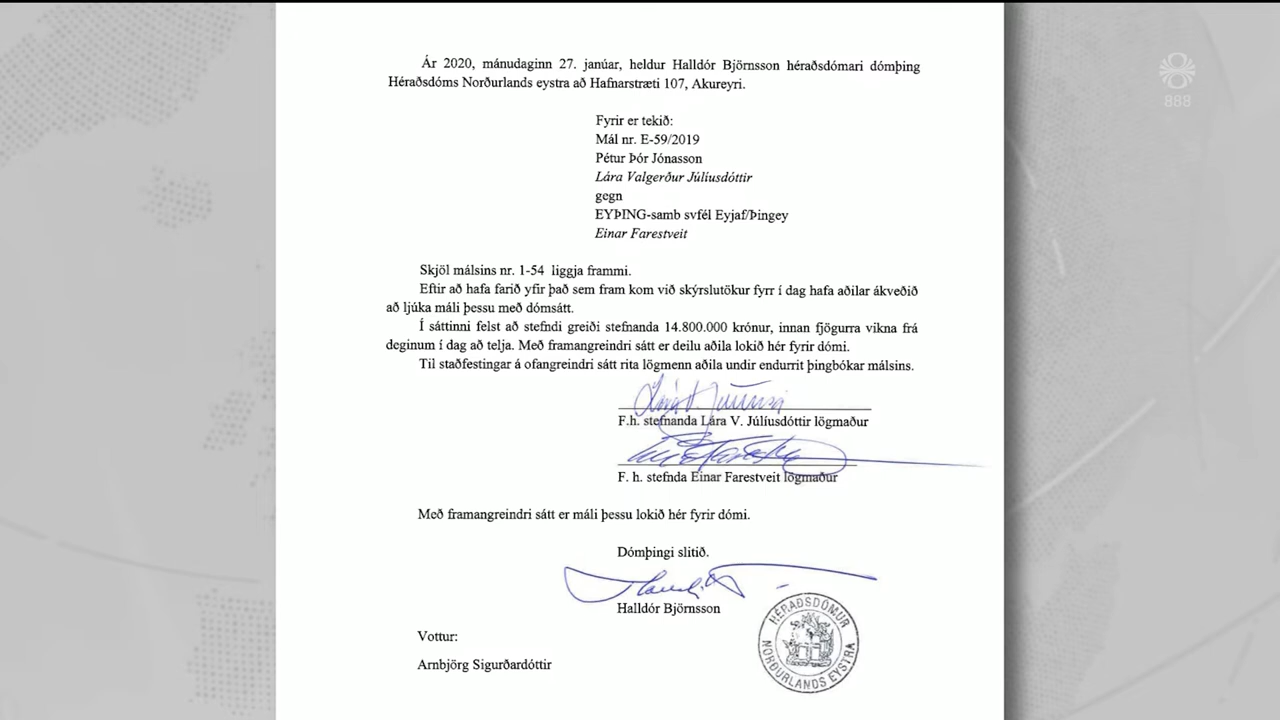 Ár 2020, mánudaginn 27. janúar, heldur Halldór Björnsson héraðsdómari dómþing
Héraðsdóms Norðurlands eystra að Hafnarstræti 107, Akureyri.
Fyrir er tekið:
Mál nr. E-59/2019
Pétur Þór Jónasson
Lára Valgerður Júlíusdóttir
gegn
EYÞING-samb svfél Eyjaf/Þingey
Einar Farestveit
Skjöl málsins nr. 1-54 liggja frammi.
Eftir að hafa farið yfir það sem fram kom við skýrslutökur fyrr í dag hafa aðilar ákveðið
að ljúka máli þessu með dómsátt.
Í sáttinni felst að stefndi greiði stefnanda 14.800.000 krónur, innan fjögurra vikna frá
deginum í dag að telja. Með framangreindri sátt er deilu aðila lokið hér fyrir dómi.
Til staðfestingar á ofangreindri sátt rita lögmenn aðila undir endurrit þingbókar málsins.
F.h. stefnanda Lára V. Júlíusdóttir lögmaður
F. h. stefnda Einar Farestveit lögmaður
Með framangreindri sátt er máli þessu lokið hér fyrir dómi.
Dómþingi slitið.
Halldór Björnsson
HÉRAÐSDÓMUR
NORÐURLANDS EYSTRA
Vottur:
Arnbjörg Sigurðardóttir
888